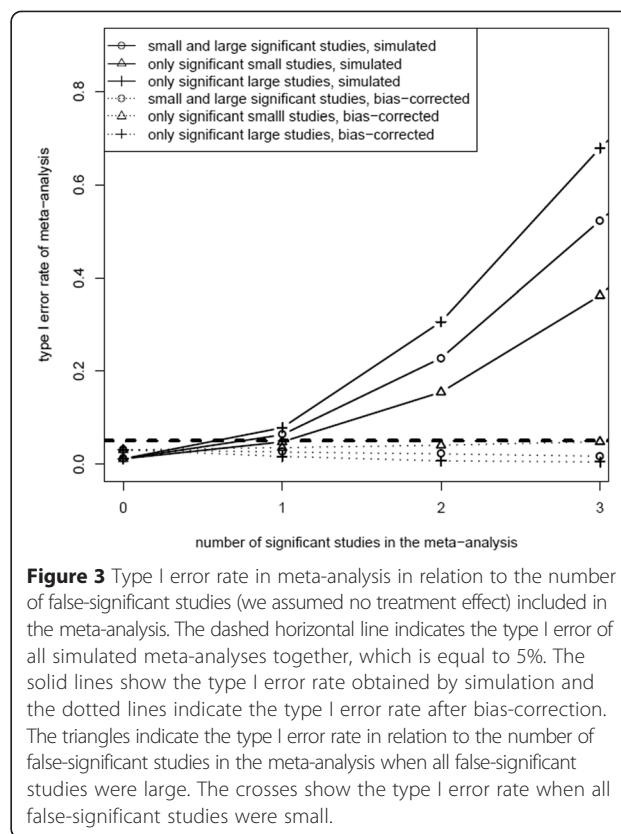 small and large significant studies, simulated
only significant small studies, simulated
only significant large studies, simulated
small and large significant studies, bias−corrected
only significant smalll studies, bias−corrected
only significant large studies, bias−corrected
0.8
0.6
0.4
0.2
0.0
type I error rate of meta−analysis
0 1 2 3
number of significant studies in the meta−analysis
Figure 3 Type I error rate in meta-analysis in relation to the number
of false-significant studies (we assumed no treatment effect) included in
the meta-analysis. The dashed horizontal line indicates the type I error of
all simulated meta-analyses together, which is equal to 5%. The
solid lines show the type I error rate obtained by simulation and
the dotted lines indicate the type I error rate after bias-correction.
The triangles indicate the type I error rate in relation to the number of
false-significant studies in the meta-analysis when all false-significant
studies were large. The crosses show the type I error rate when all
false-significant studies were small.